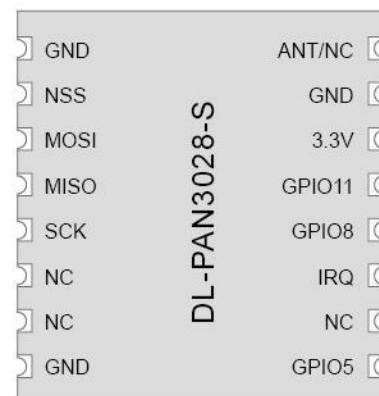 GND
NSS
MOSI
MISO
SCK
NC
NC
GND
DL-PAN3028-S
ANT/NC
GND
3.3V
GPIO11
GPIO8
IRQ
NC
GPIO5